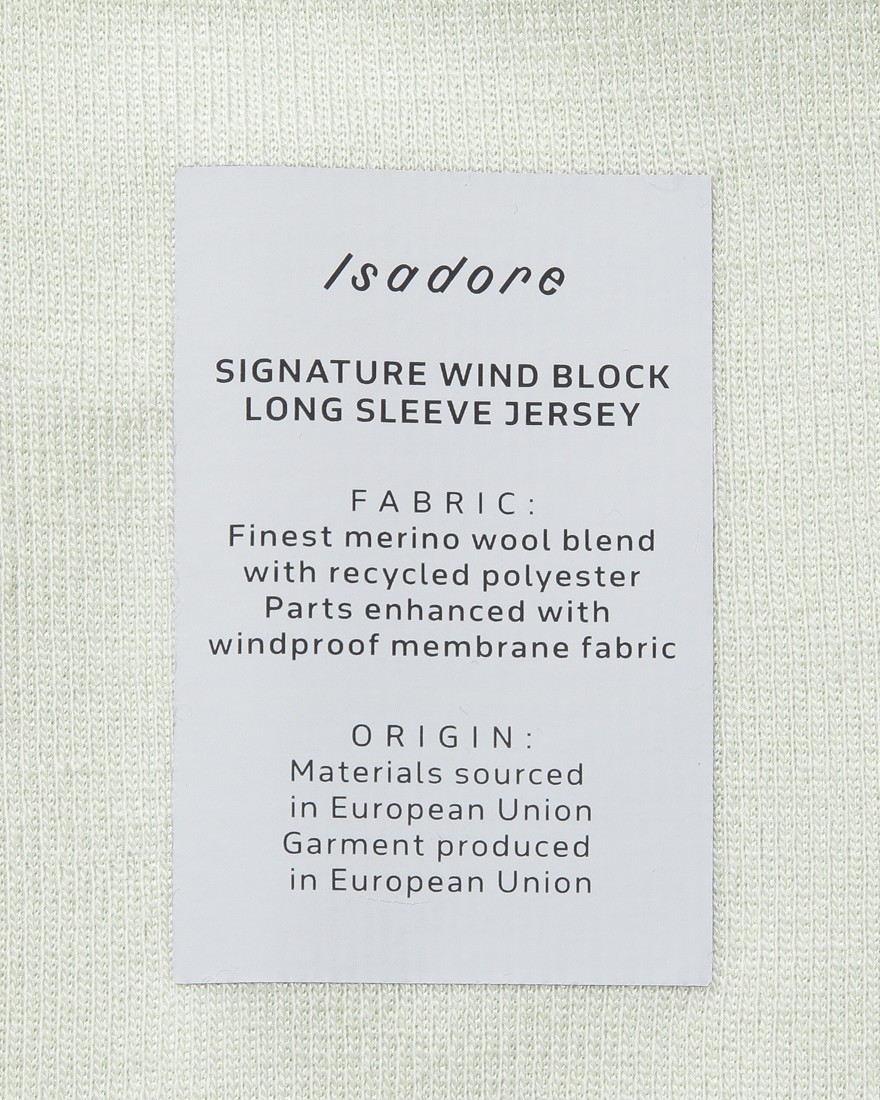 Isadore
SIGNATURE WIND BLOCK
LONG SLEEVE JERSEY
FABRIC:
Finest merino wool blend
with recycled polyester
Parts enhanced with
windproof membrane fabric
ORIGIN:
Materials sourced
in European Union
Garment produced
in European Union